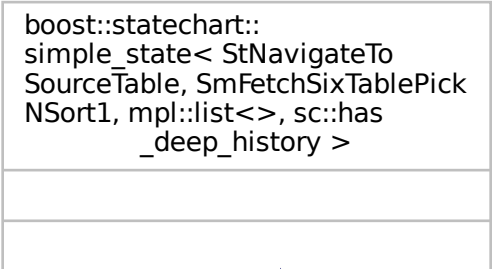 boost::statechart::
simple_state< StNavigateTo
SourceTable, SmFetchSixTablePick
NSort1, mpl::list<>, sc::has
_deep_history >